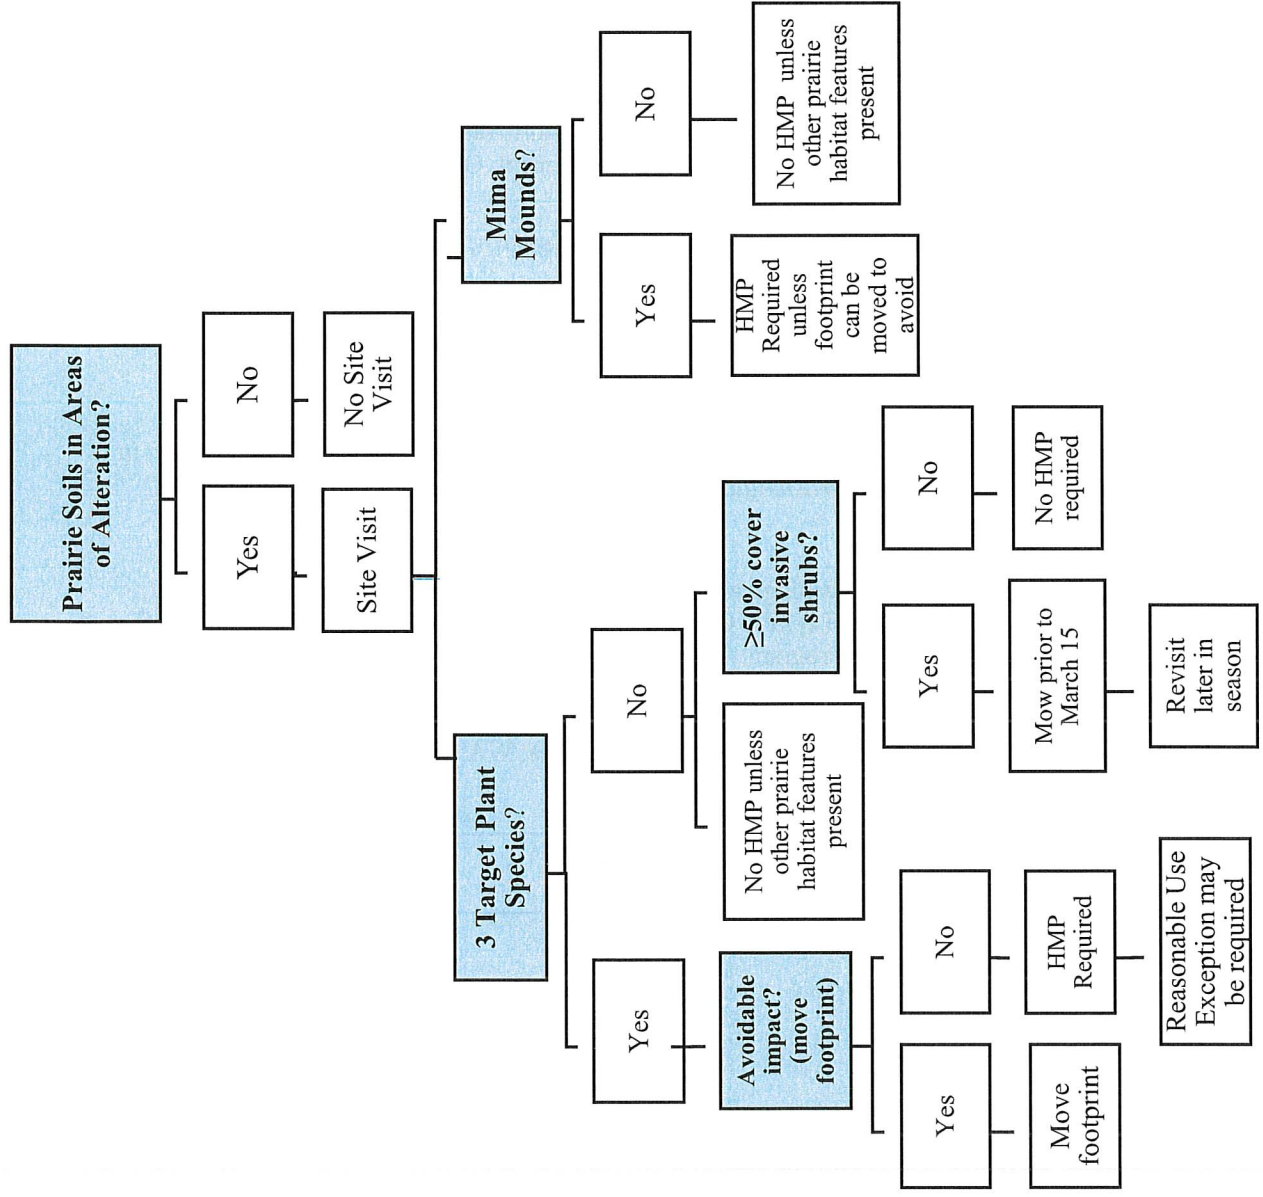 Prairie Soils in Areas
of Alteration?
Yes
No
Site Visit
No Site
Visit
3 Target Plant
Species?
Mima
Mounds?
Yes
No
Yes
No
Avoidable
impact?
(move
footprint)
No HMP unless
other prairie
habitat features
present
≥50% cover
invasive
shrubs?
HMP
Required
unless
footprint
can be
moved to
avoid
No HMP unless
other prairie
habitat features
present
Yes
No
Yes
No
Move
footprint
HMP
Required
Mow prior to
March 15
No HMP
required
Reasonable Use
Exception may
be required
Revisit
later in
season